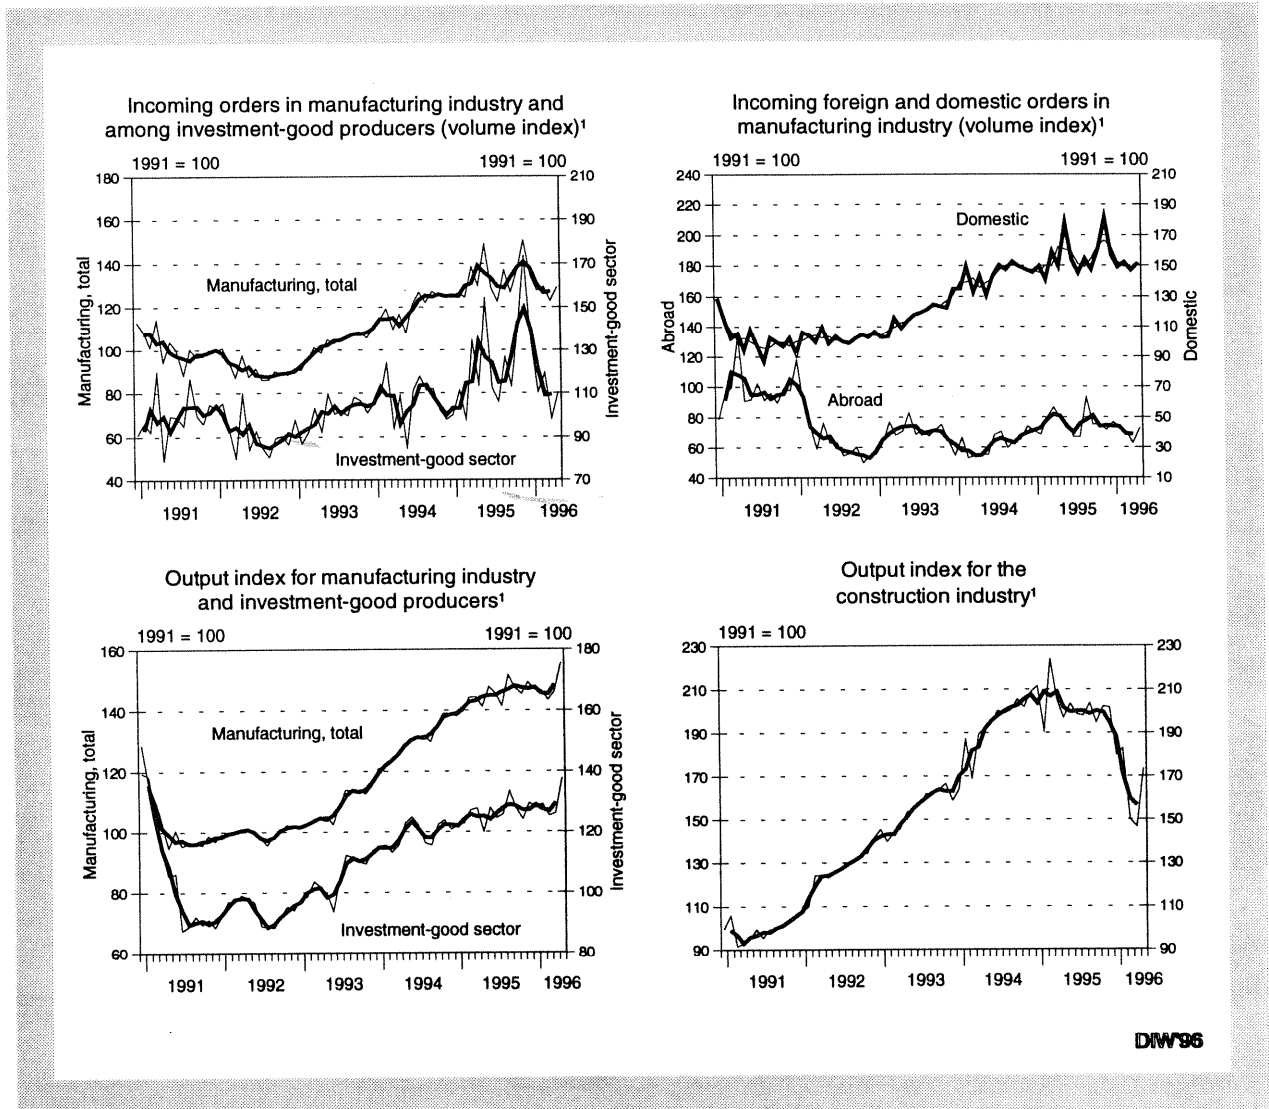 Incoming orders in manufacturing industry and
among investment-good producers (volume index)¹
1991 = 100
1991 = 100
180
160
140
120
100
80
60
40
210
190
170
150
130
110
90
70
Manufacturing, total
Investment-good sector
Manufacturing, total
Investment-good sector
1991 1992 1993 1994 1995 1996
Incoming foreign and domestic orders in
manufacturing industry (volume index)¹
1991 = 100
1991 = 100
240
220
200
180
160
140
120
100
80
60
40
210
190
170
150
130
110
90
70
50
30
10
Abroad
Domestic
Domestic
Abroad
1991 1992 1993 1994 1995 1996
Output index for manufacturing industry
and investment-good producers¹
1991 = 100
1991 = 100
160
140
120
100
80
60
180
160
140
120
100
80
Manufacturing, total
Investment-good sector
Manufacturing, total
Investment-good sector
1991 1992 1993 1994 1995 1996
Output index for the
construction industry¹
1991 = 100
230
210
190
170
150
130
110
90
230
210
190
170
150
130
110
90
1991 1992 1993 1994 1995 1996
DIW'96